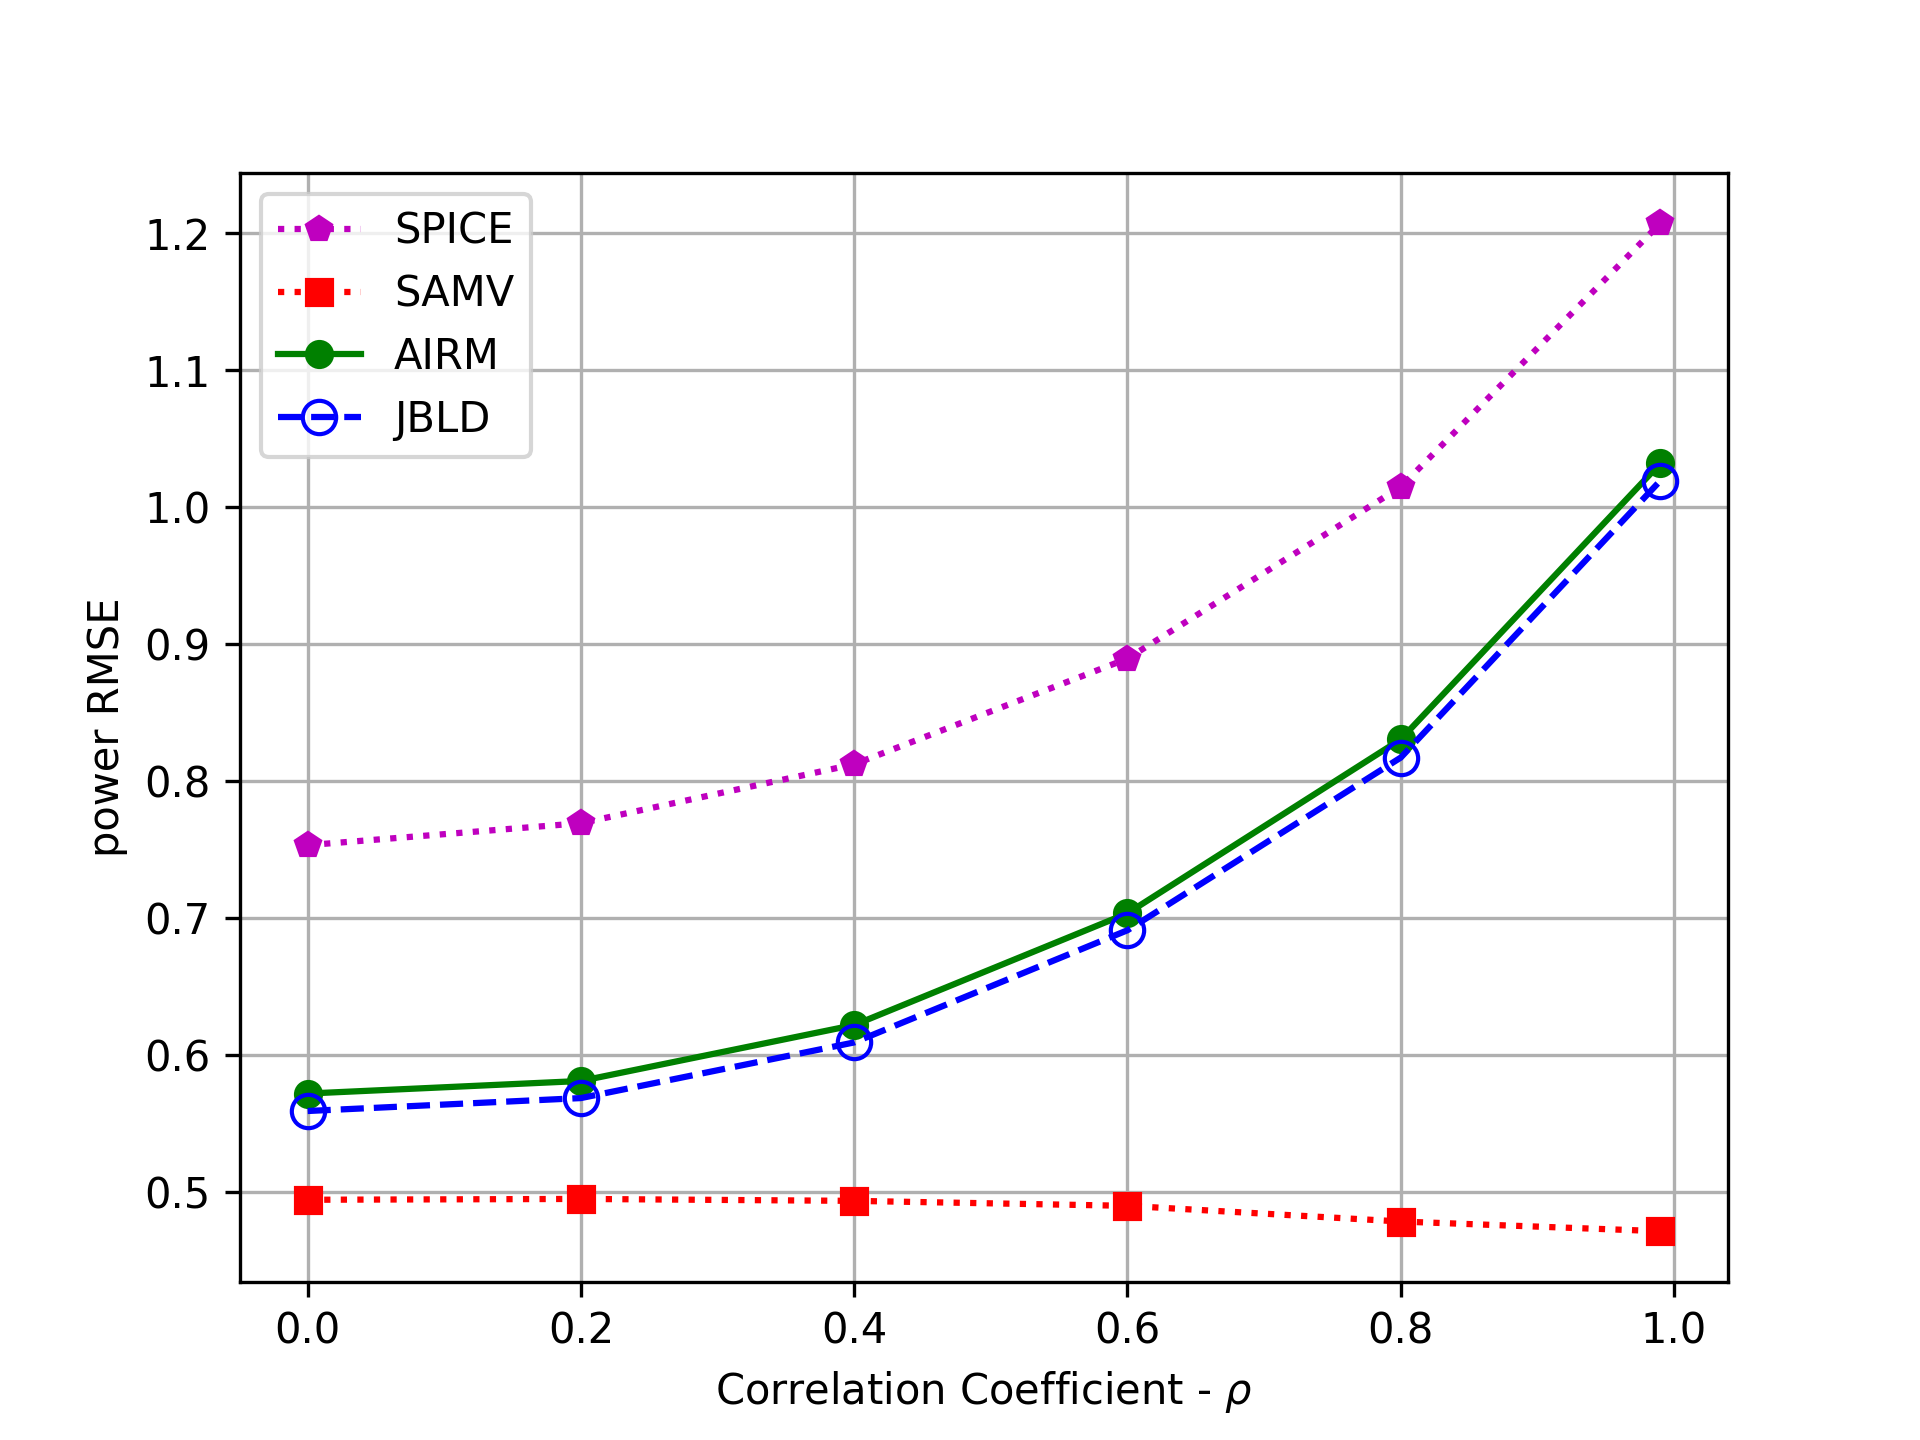 SPICE
SAMV
AIRM
JBLD
1.2
1.1
1.0
0.9
0.8
0.7
0.6
0.5
power RMSE
0.0 0.2 0.4 0.6 0.8 1.0
Correlation Coefficient - ρ